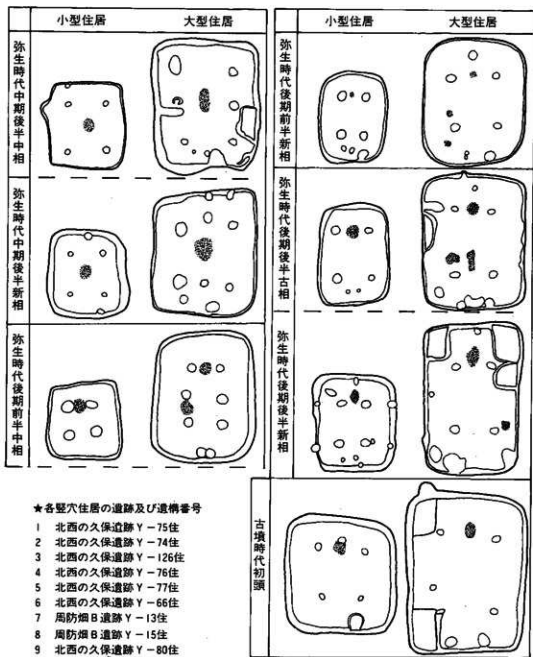 小型住居 大型住居
弥生時代中期後半中相
弥生時代中期後半新相
弥生時代後期前半中相
小型住居 大型住居
弥生時代後期前半新相
弥生時代後期後半古相
弥生時代後期後半新相
古墳時代初頭
★各竪穴住居の遺跡及び遺構番号
1 北西の久保遺跡Y－75住
2 北西の久保遺跡Y－74住
3 北西の久保遺跡Y－126住
4 北西の久保遺跡Y－76住
5 北西の久保遺跡Y－77住
6 北西の久保遺跡Y－66住
7 周防畑B遺跡Y－13住
8 周防畑B遺跡Y－15住
9 北西の久保遺跡Y－80住